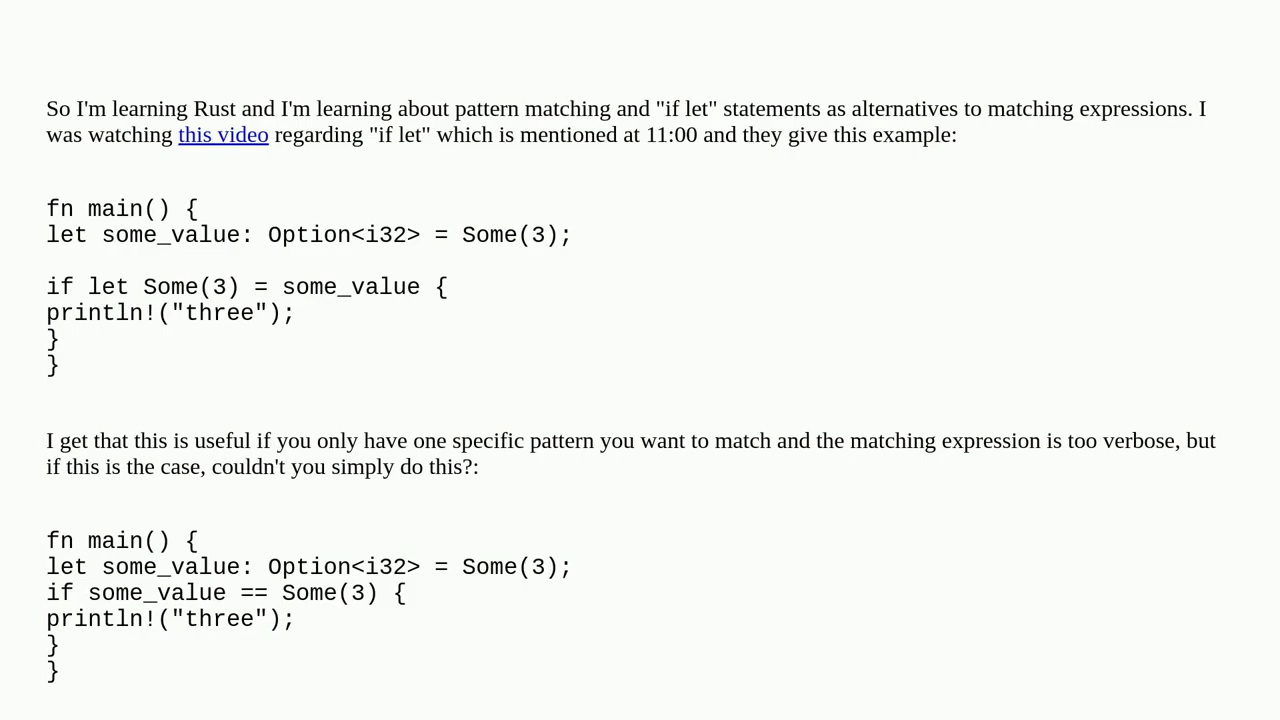 So I'm learning Rust and I'm learning about pattern matching and "if let" statements as alternatives to matching expressions. I
was watching this video regarding "if let" which is mentioned at 11:00 and they give this example:
fn main() {
let some_value: Option<i32> = Some(3);
if let Some(3) = some_value {
println!("three");
}
}
I get that this is useful if you only have one specific pattern you want to match and the matching expression is too verbose, but
if this is the case, couldn't you simply do this?:
fn main() {
let some_value: Option<i32> = Some(3);
if some_value == Some(3) {
println!("three");
}
}